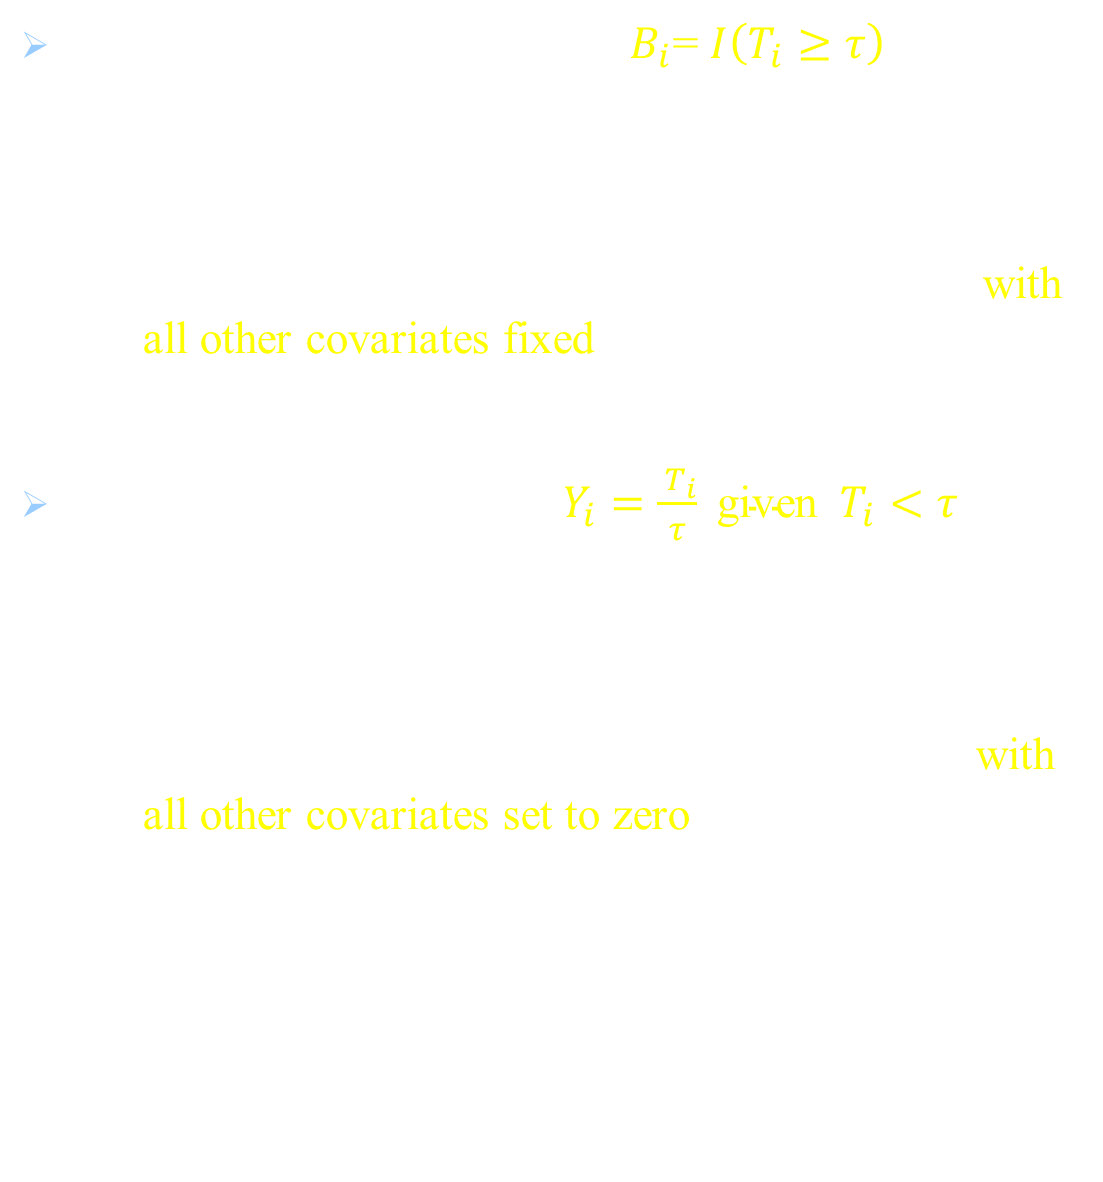 ➢ B_i= I(T_i ≥ τ)
with
all other covariates fixed
➢ Y_i = T_i/τ given T_i < τ
with
all other covariates set to zero